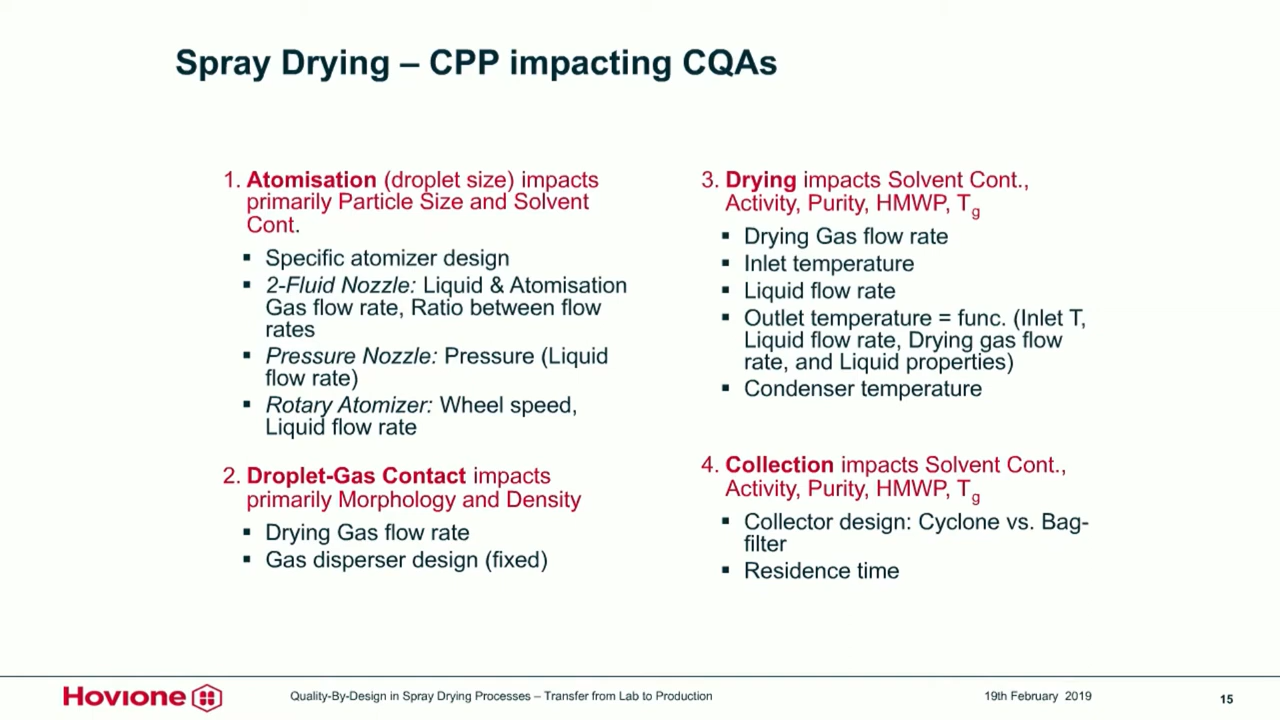 Spray Drying – CPP impacting CQAs
1. Atomisation (droplet size) impacts
primarily Particle Size and Solvent
Cont.
▪ Specific atomizer design
▪ 2-Fluid Nozzle: Liquid & Atomisation
Gas flow rate, Ratio between flow
rates
▪ Pressure Nozzle: Pressure (Liquid
flow rate)
▪ Rotary Atomizer: Wheel speed,
Liquid flow rate
2. Droplet-Gas Contact impacts
primarily Morphology and Density
▪ Drying Gas flow rate
▪ Gas disperser design (fixed)
3. Drying impacts Solvent Cont.,
Activity, Purity, HMWP, Tg
▪ Drying Gas flow rate
▪ Inlet temperature
▪ Liquid flow rate
▪ Outlet temperature = func. (Inlet T,
Liquid flow rate, Drying gas flow
rate, and Liquid properties)
▪ Condenser temperature
4. Collection impacts Solvent Cont.,
Activity, Purity, HMWP, Tg
▪ Collector design: Cyclone vs. Bag-
filter
▪ Residence time
Hovione
Quality-By-Design in Spray Drying Processes – Transfer from Lab to Production
19th February 2019
15